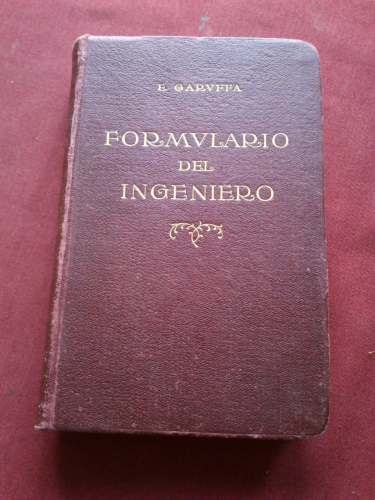 E. GARVFFA
FORMVLARIO
DEL
INGENIERO